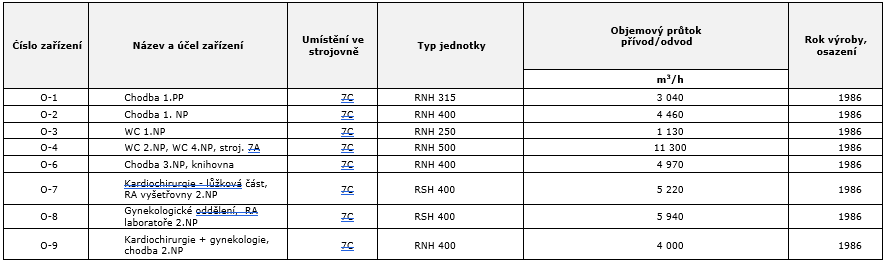 Číslo zařízení Název a účel zařízení Umístění ve strojovně Typ jednotky Objemový průtok přívod/odvod Rok výroby, osazení
m³/h
O-1 Chodba 1.PP 7C RNH 315 3 040 1986
O-2 Chodba 1. NP 7C RNH 400 4 460 1986
O-3 WC 1.NP 7C RNH 250 1 130 1986
O-4 WC 2.NP, WC 4.NP, stroj. 7A 7C RNH 500 11 300 1986
O-6 Chodba 3.NP, knihovna 7C RNH 400 4 970 1986
O-7 Kardiochirurgie - lůžková část, RA vyšetřovny 2.NP 7C RSH 400 5 220 1986
O-8 Gynekologické oddělení, RA laboratoře 2.NP 7C RSH 400 5 940 1986
O-9 Kardiochirurgie + gynekologie, chodba 2.NP 7C RNH 400 4 000 1986